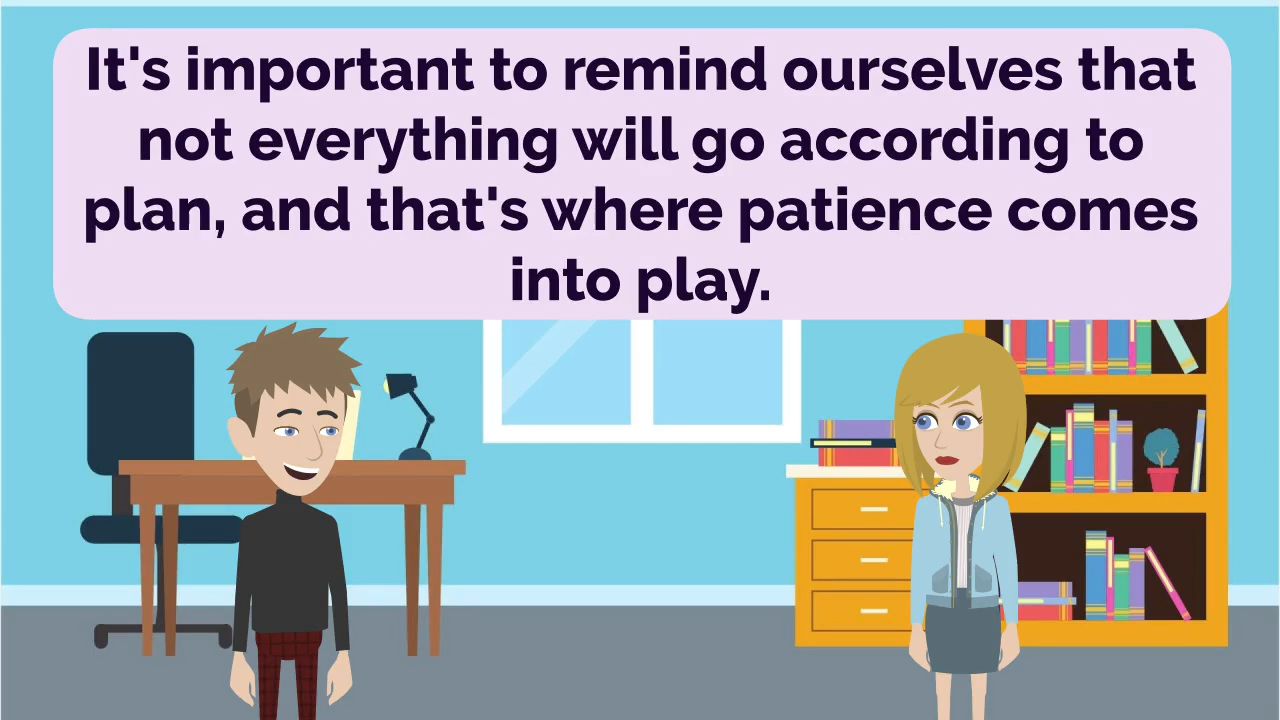 It's important to remind ourselves that
not everything will go according to
plan, and that's where patience comes
into play.